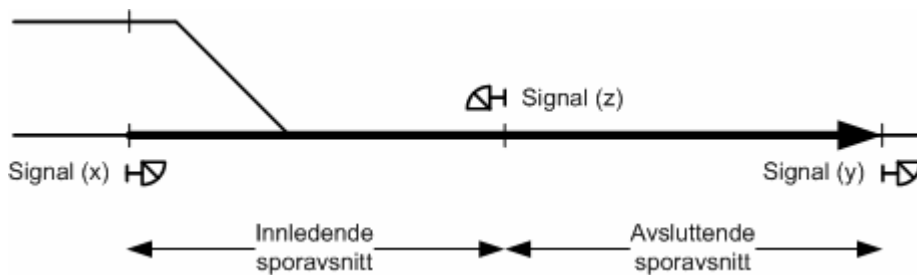 Signal (z)
Signal (x)
Signal (y)
Innledende
sporavsnitt
Avsluttende
sporavsnitt